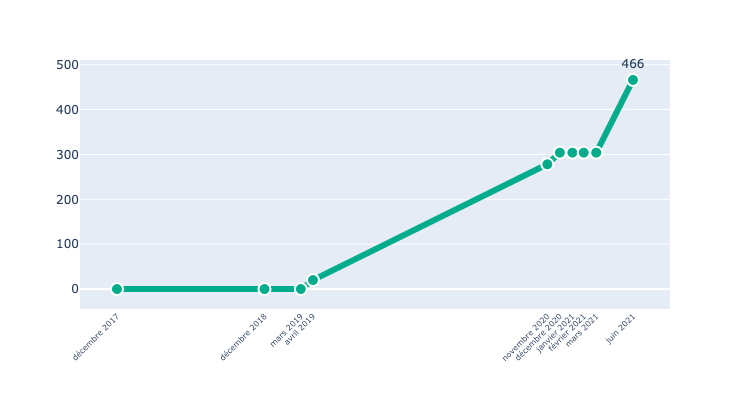 466
500
400
300
200
100
0
décembre 2017
décembre 2018
mars 2019
avril 2019
novembre 2020
décembre 2020
janvier 2021
février 2021
mars 2021
juin 2021